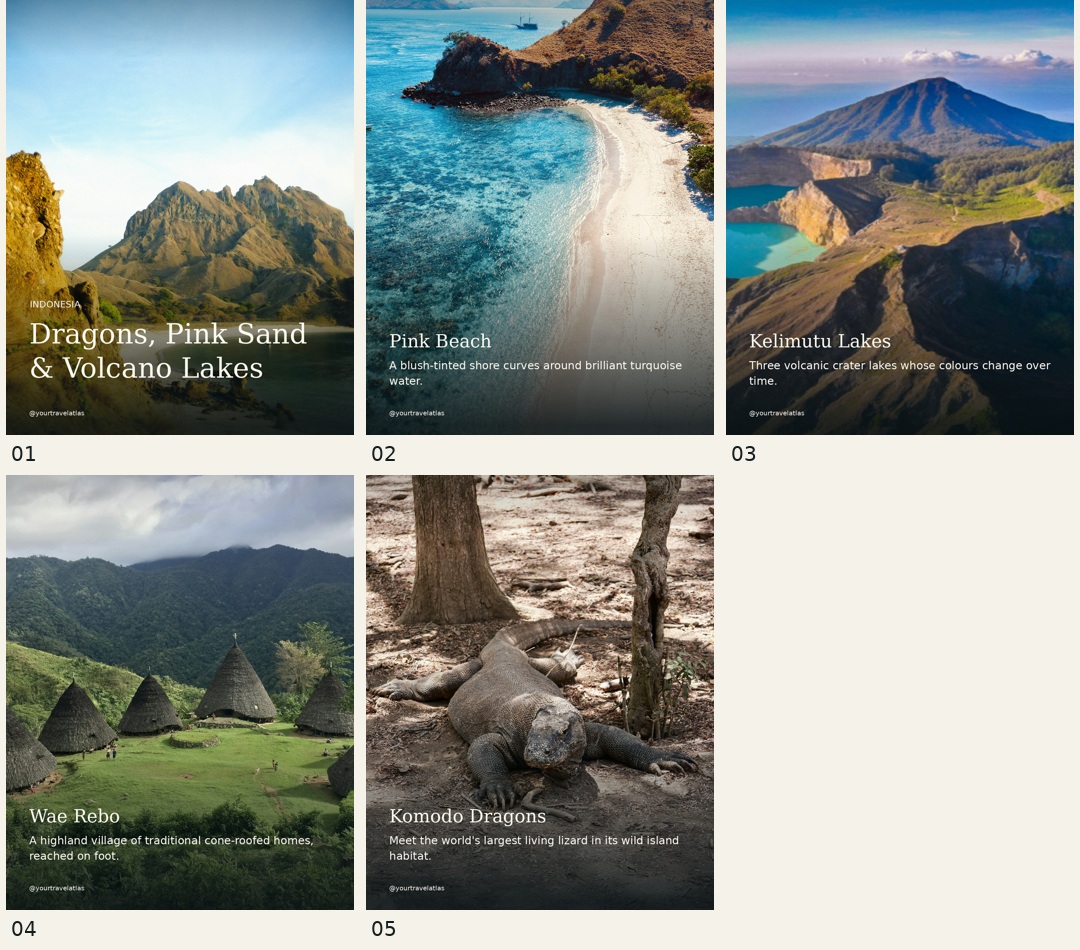 INDONESIA
Dragons, Pink Sand
& Volcano Lakes
@yourtravelatlas
01
Pink Beach
A blush-tinted shore curves around brilliant turquoise
water.
@yourtravelatlas
02
Kelimutu Lakes
Three volcanic crater lakes whose colours change over
time.
@yourtravelatlas
03
Wae Rebo
A highland village of traditional cone-roofed homes,
reached on foot.
@yourtravelatlas
04
Komodo Dragons
Meet the world's largest living lizard in its wild island
habitat.
@yourtravelatlas
05